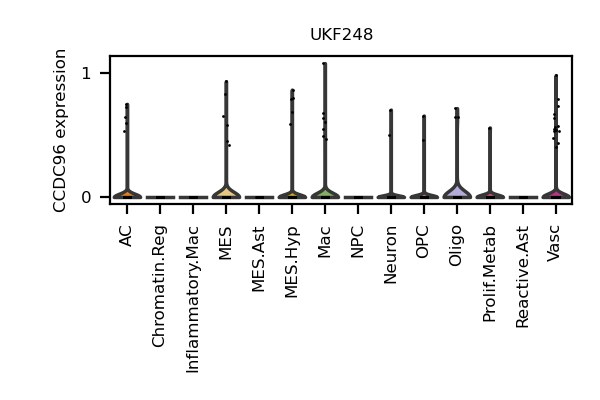 UKF248
CCDC96 expression
1
0
AC
Chromatin.Reg
Inflammatory.Mac
MES
MES.Ast
MES.Hyp
Mac
NPC
Neuron
OPC
Oligo
Prolif.Metab
Reactive.Ast
Vasc